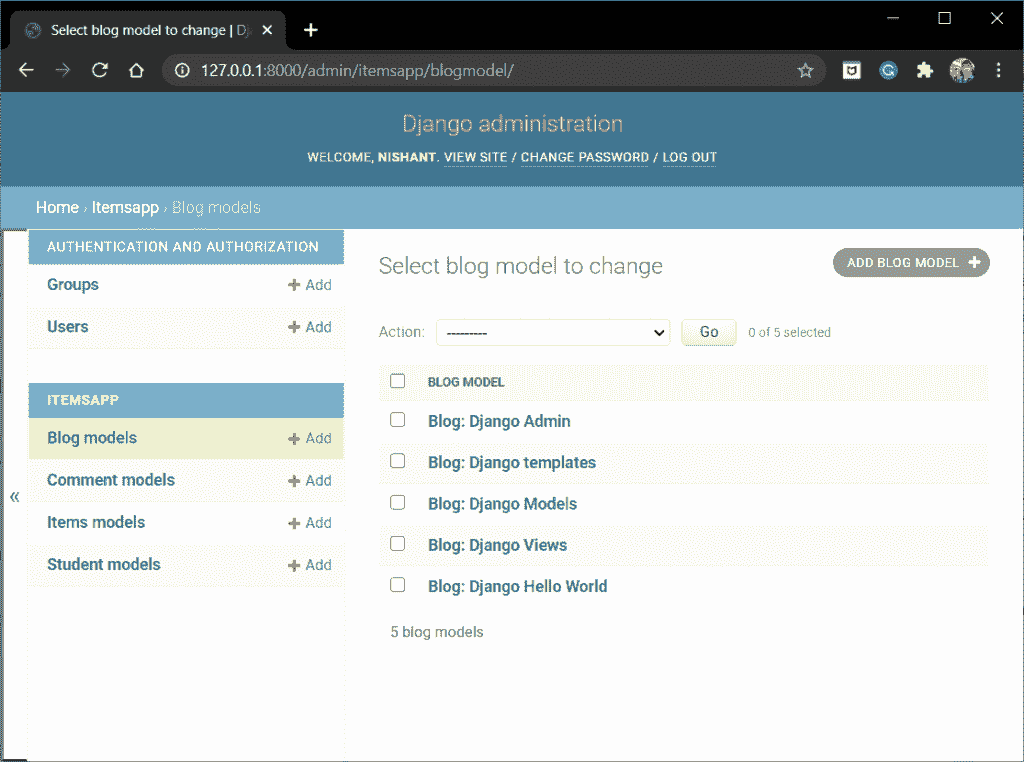 Select blog model to change | Dj
127.0.0.1:8000/admin/itemsapp/blogmodel/
Django administration
WELCOME, NISHANT. VIEW SITE / CHANGE PASSWORD / LOG OUT
Home › Itemsapp › Blog models
AUTHENTICATION AND AUTHORIZATION
Groups + Add
Users + Add
ITEMSAPP
Blog models + Add
Comment models + Add
Items models + Add
Student models + Add
«
Select blog model to change
ADD BLOG MODEL +
Action: --------- Go 0 of 5 selected
BLOG MODEL
Blog: Django Admin
Blog: Django templates
Blog: Django Models
Blog: Django Views
Blog: Django Hello World
5 blog models